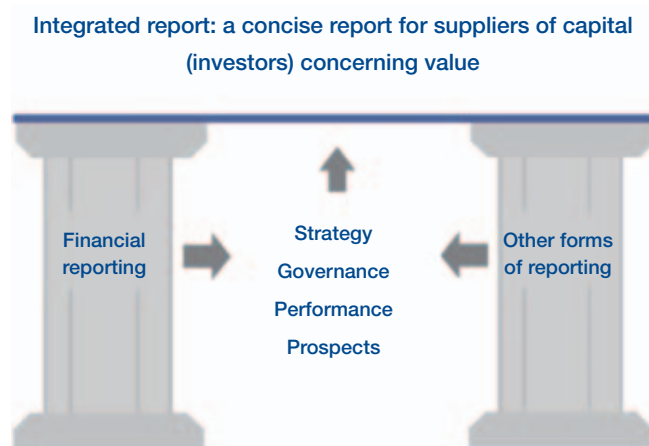 Integrated report: a concise report for suppliers of capital
(investors) concerning value
Financial
reporting
Strategy
Governance
Performance
Prospects
Other forms
of reporting